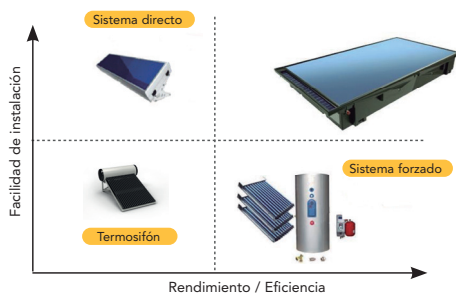 Sistema directo
Facilidad de instalación
Sistema forzado
Termosifón
Rendimiento / Eficiencia